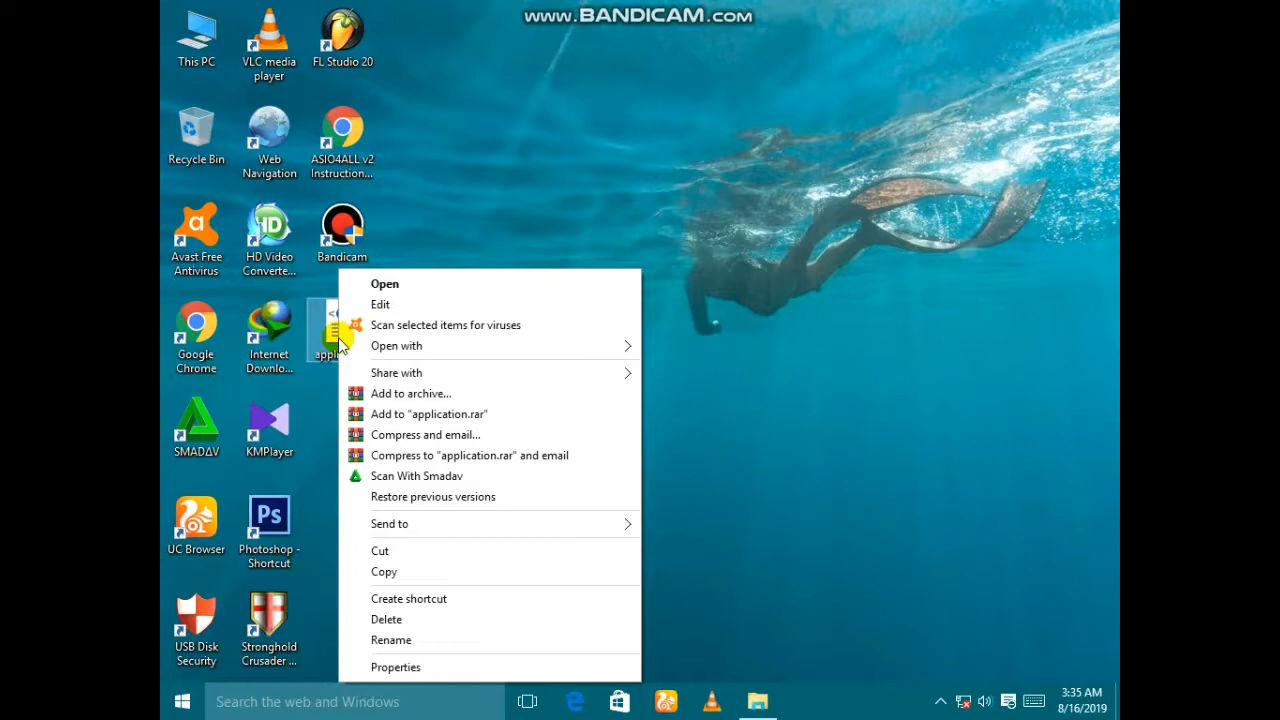 www.BANDICAM.com
This PC
VLC media
player
FL Studio 20
Recycle Bin
Web
Navigation
ASIO4ALL v2
Instruction...
Avast Free
Antivirus
HD Video
Converte...
Bandicam
Google
Chrome
Internet
Downlo...
SMADΔV
KMPlayer
UC Browser
Ps
Photoshop -
Shortcut
USB Disk
Security
Stronghold
Crusader ...
Open
Edit
Scan selected items for viruses
Open with
Share with
Add to archive...
Add to "application.rar"
Compress and email...
Compress to "application.rar" and email
Scan With Smadav
Restore previous versions
Send to
Cut
Copy
Create shortcut
Delete
Rename
Properties
Search the web and Windows
3:35 AM
8/16/2019